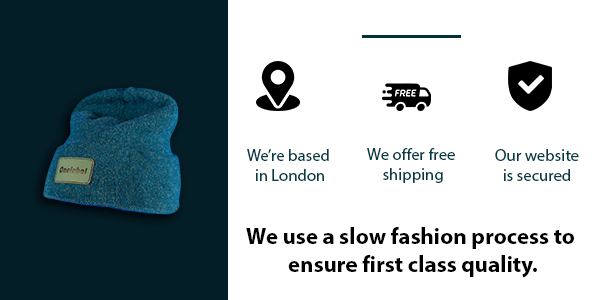 FREE
We're based
in London
We offer free
shipping
Our website
is secured
We use a slow fashion process to
ensure first class quality.